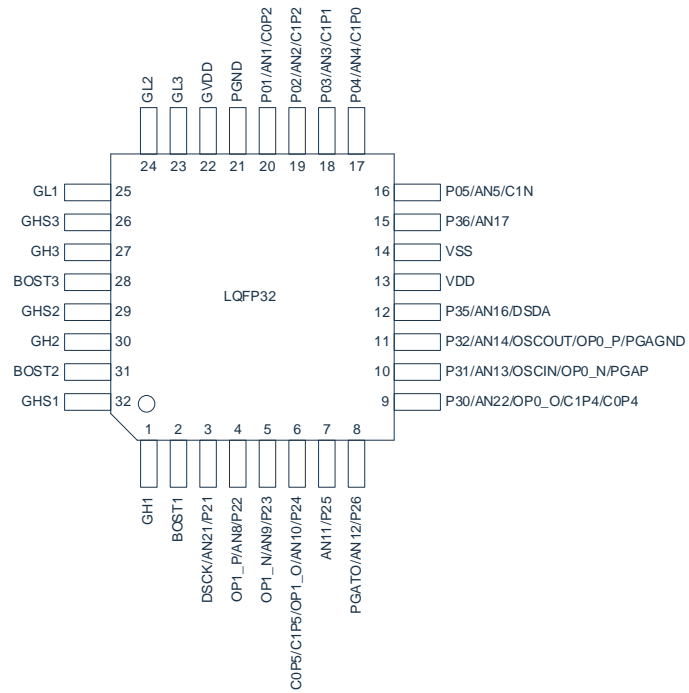 GL2
GL3
GVDD
PGND
P01/AN1/C0P2
P02/AN2/C1P2
P03/AN3/C1P1
P04/AN4/C1P0
24
23
22
21
20
19
18
17
GL1
25
GHS3
26
GH3
27
BOST3
28
GHS2
29
GH2
30
BOST2
31
GHS1
32
LQFP32
16
P05/AN5/C1N
15
P36/AN17
14
VSS
13
VDD
12
P35/AN16/DSDA
11
P32/AN14/OSCOUT/OP0_P/PGAGND
10
P31/AN13/OSCIN/OP0_N/PGAP
9
P30/AN22/OP0_O/C1P4/C0P4
1
2
3
4
5
6
7
8
GH1
BOST1
DSCK/AN21/P21
OP1_P/AN8/P22
OP1_N/AN9/P23
C0P5/C1P5/OP1_O/AN10/P24
AN11/P25
PGATO/AN12/P26